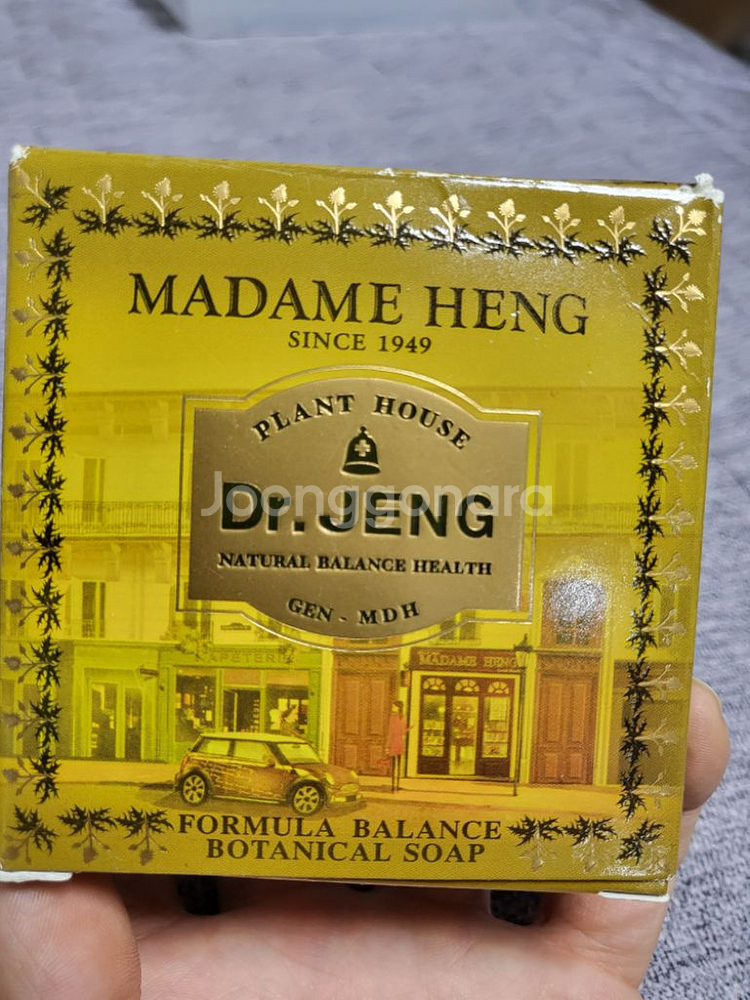 MADAME HENG
SINCE 1949
PLANT HOUSE
Dr. JENG
Joonggonara
NATURAL BALANCE HEALTH
GEN - MDH
MADAME HENG
FORMULA BALANCE
BOTANICAL SOAP